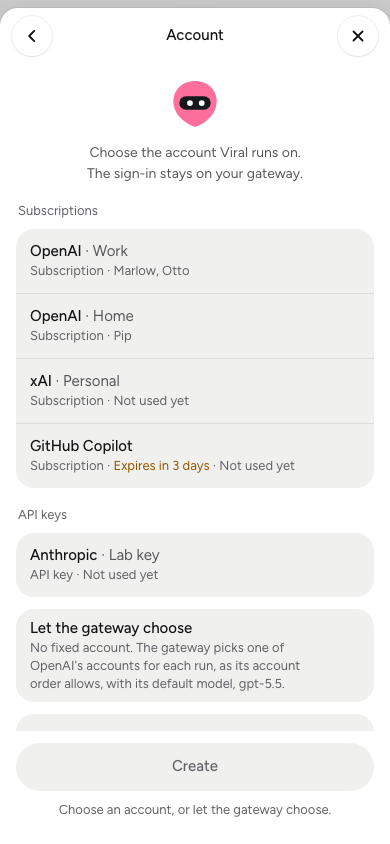 Account
Choose the account Viral runs on.
The sign-in stays on your gateway.
Subscriptions
OpenAI · Work
Subscription · Marlow, Otto
OpenAI · Home
Subscription · Pip
xAI · Personal
Subscription · Not used yet
GitHub Copilot
Subscription · Expires in 3 days · Not used yet
API keys
Anthropic · Lab key
API key · Not used yet
Let the gateway choose
No fixed account. The gateway picks one of
OpenAI's accounts for each run, as its account
order allows, with its default model, gpt-5.5.
Create
Choose an account, or let the gateway choose.